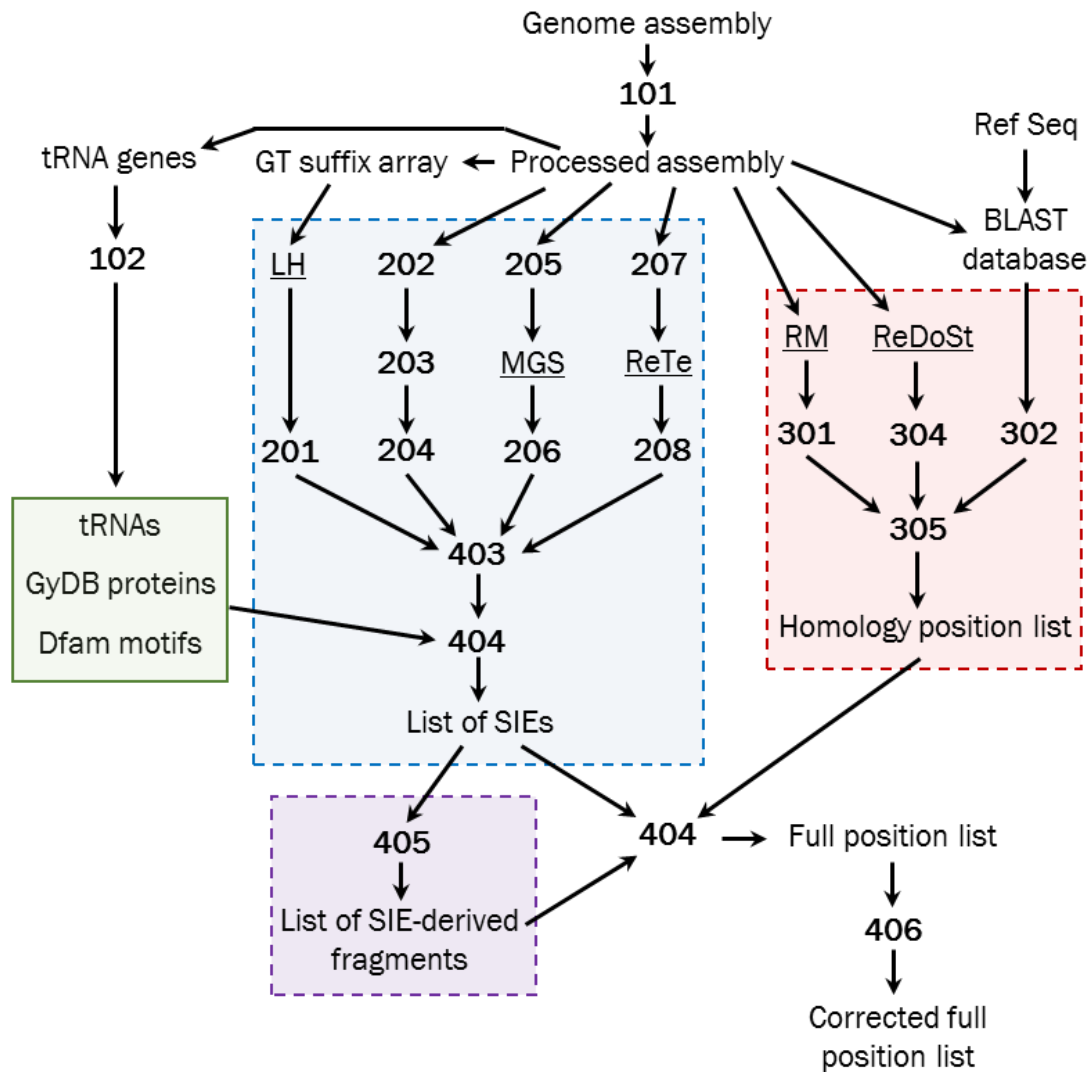 Genome assembly
101
Ref Seq
tRNA genes
GT suffix array
Processed assembly
BLAST
database
102
LH
202
205
207
RM
ReDoSt
203
MGS
ReTe
201
204
206
208
301
304
302
tRNAs
GyDB proteins
Dfam motifs
403
305
404
Homology position list
List of SIEs
405
404
Full position list
List of SIE-derived
fragments
406
Corrected full
position list